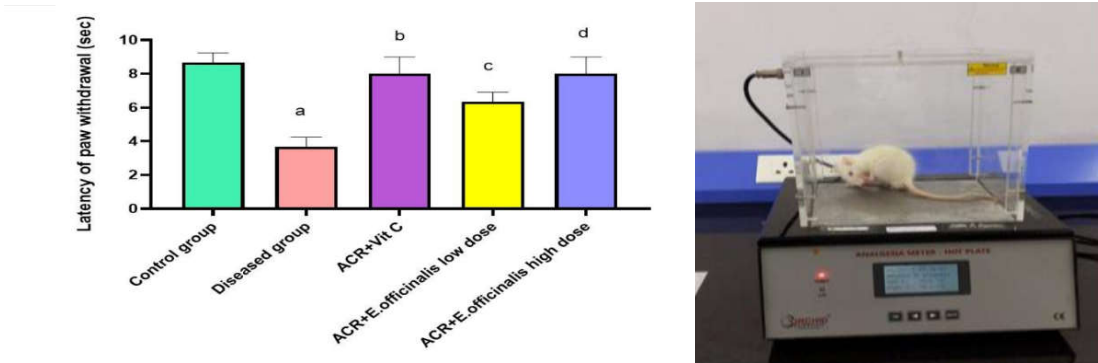 Latency of paw withdrawal (sec)
10
8
6
4
2
0
a
b
c
d
Control group
Diseased group
ACR+Vit C
ACR+E.officinalis low dose
ACR+E.officinalis high dose
ANALGESIA METER - HOT PLATE
CE